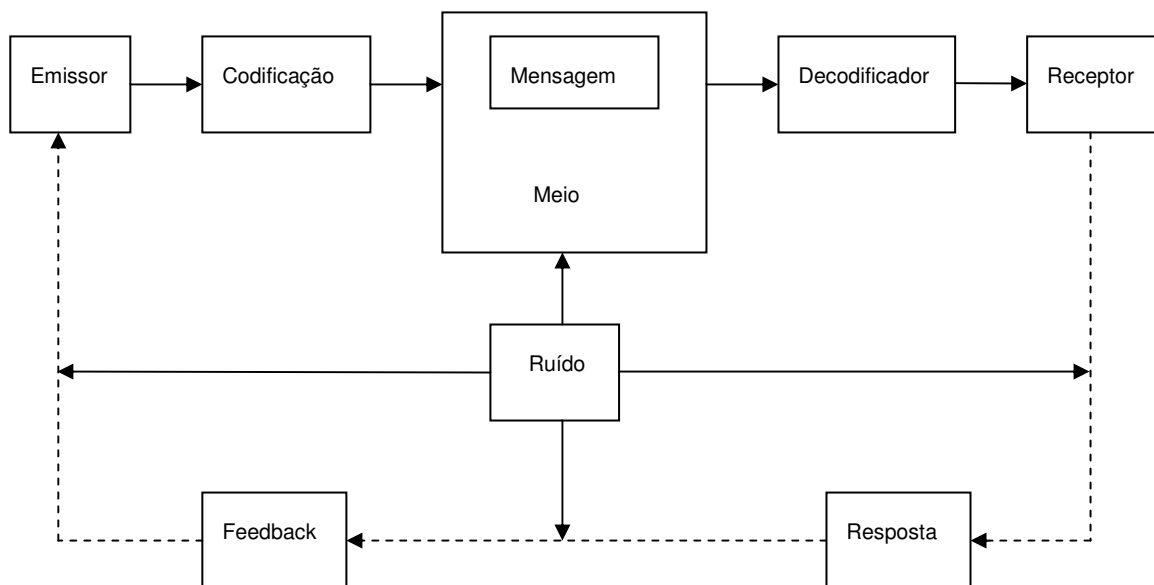 Emissor
Codificação
Mensagem
Decodificador
Receptor
Meio
Ruído
Feedback
Resposta